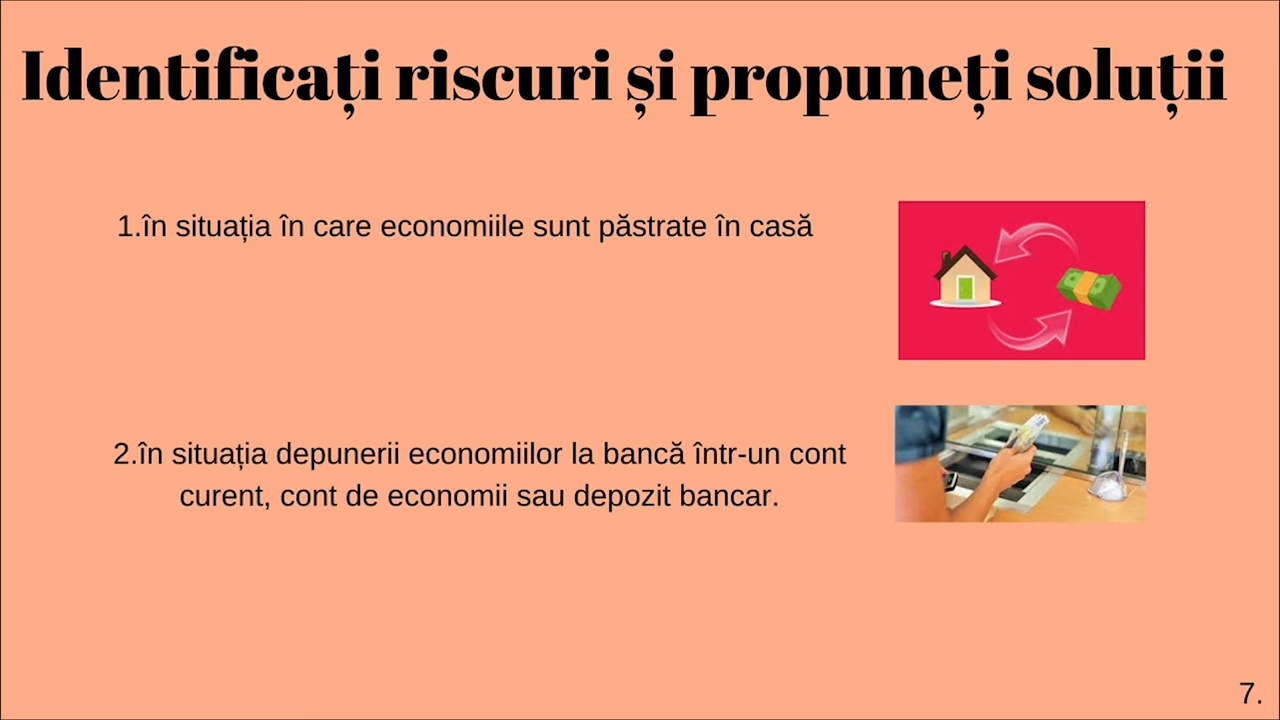 Identificați riscuri și propuneți soluții
1.în situația în care economiile sunt păstrate în casă
2.în situația depunerii economiilor la bancă într-un cont
curent, cont de economii sau depozit bancar.
7.